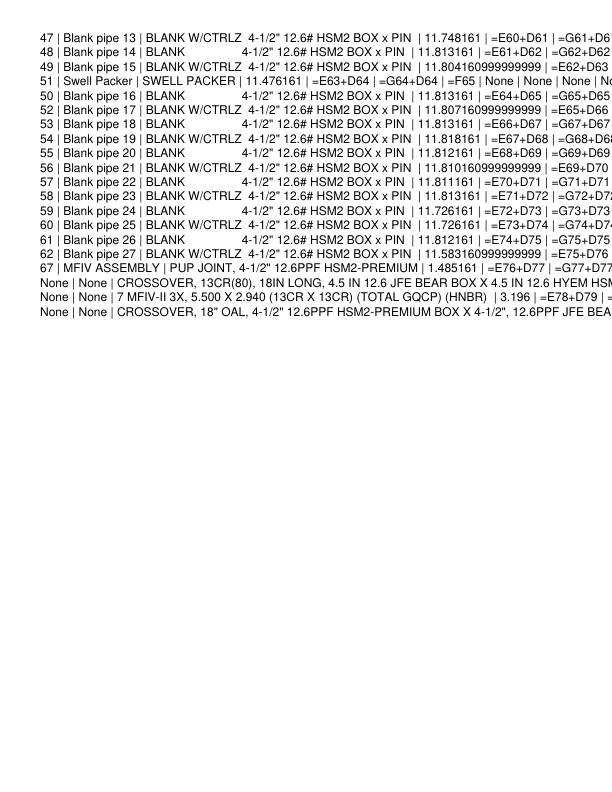 47 | Blank pipe 13 | BLANK W/CTRLZ  4-1/2" 12.6# HSM2 BOX x PIN  | 11.748161 | =E60+D61 | =G61+D61
48 | Blank pipe 14 | BLANK                 4-1/2" 12.6# HSM2 BOX x PIN  | 11.813161 | =E61+D62 | =G62+D62
49 | Blank pipe 15 | BLANK W/CTRLZ  4-1/2" 12.6# HSM2 BOX x PIN  | 11.804160999999999 | =E62+D63
51 | Swell Packer | SWELL PACKER | 11.476161 | =E63+D64 | =G64+D64 | =F65 | None | None | None | No
50 | Blank pipe 16 | BLANK                 4-1/2" 12.6# HSM2 BOX x PIN  | 11.813161 | =E64+D65 | =G65+D65
52 | Blank pipe 17 | BLANK W/CTRLZ  4-1/2" 12.6# HSM2 BOX x PIN  | 11.807160999999999 | =E65+D66
53 | Blank pipe 18 | BLANK                 4-1/2" 12.6# HSM2 BOX x PIN  | 11.813161 | =E66+D67 | =G67+D67
54 | Blank pipe 19 | BLANK W/CTRLZ  4-1/2" 12.6# HSM2 BOX x PIN  | 11.818161 | =E67+D68 | =G68+D68
55 | Blank pipe 20 | BLANK                 4-1/2" 12.6# HSM2 BOX x PIN  | 11.812161 | =E68+D69 | =G69+D69
56 | Blank pipe 21 | BLANK W/CTRLZ  4-1/2" 12.6# HSM2 BOX x PIN  | 11.810160999999999 | =E69+D70
57 | Blank pipe 22 | BLANK                 4-1/2" 12.6# HSM2 BOX x PIN  | 11.811161 | =E70+D71 | =G71+D71
58 | Blank pipe 23 | BLANK W/CTRLZ  4-1/2" 12.6# HSM2 BOX x PIN  | 11.813161 | =E71+D72 | =G72+D72
59 | Blank pipe 24 | BLANK                 4-1/2" 12.6# HSM2 BOX x PIN  | 11.726161 | =E72+D73 | =G73+D73
60 | Blank pipe 25 | BLANK W/CTRLZ  4-1/2" 12.6# HSM2 BOX x PIN  | 11.726161 | =E73+D74 | =G74+D74
61 | Blank pipe 26 | BLANK                 4-1/2" 12.6# HSM2 BOX x PIN  | 11.812161 | =E74+D75 | =G75+D75
62 | Blank pipe 27 | BLANK W/CTRLZ  4-1/2" 12.6# HSM2 BOX x PIN  | 11.583160999999999 | =E75+D76
67 | MFIV ASSEMBLY | PUP JOINT, 4-1/2" 12.6PPF HSM2-PREMIUM | 1.485161 | =E76+D77 | =G77+D77
None | None | CROSSOVER, 13CR(80), 18IN LONG, 4.5 IN 12.6 JFE BEAR BOX X 4.5 IN 12.6 HYEM HSM
None | None | 7 MFIV-II 3X, 5.500 X 2.940 (13CR X 13CR) (TOTAL GQCP) (HNBR)  | 3.196 | =E78+D79 | =
None | None | CROSSOVER, 18" OAL, 4-1/2" 12.6PPF HSM2-PREMIUM BOX X 4-1/2", 12.6PPF JFE BEA